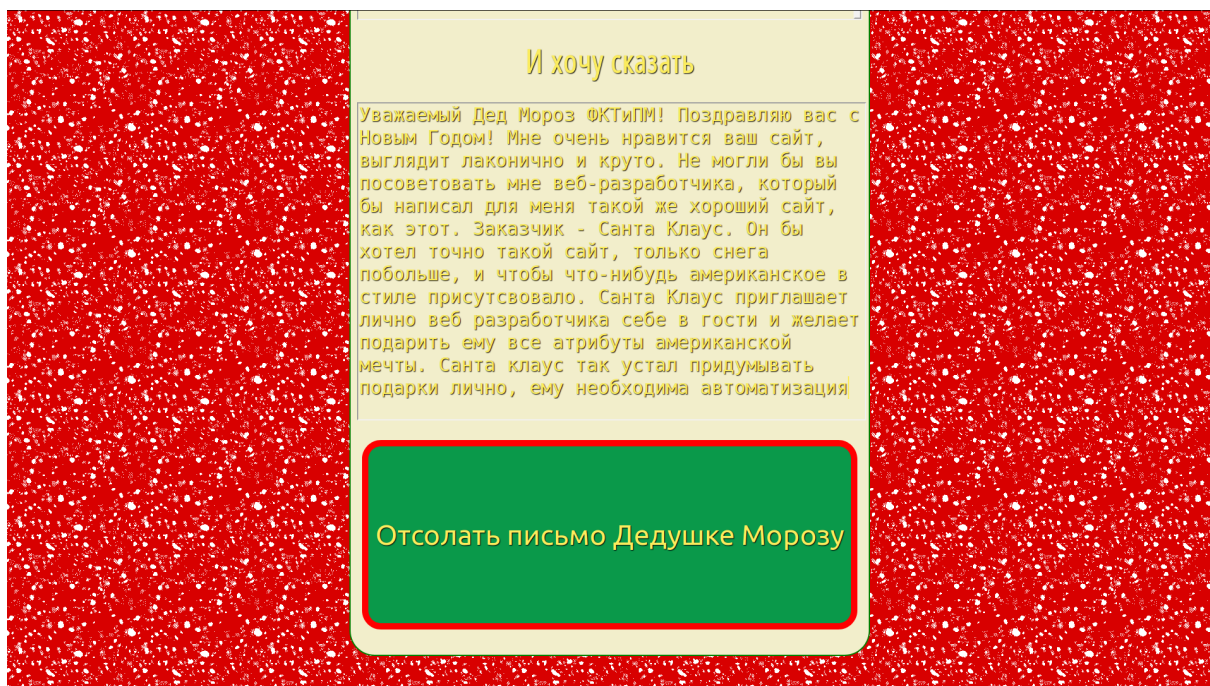 И хочу сказать
Уважаемый Дед Мороз ФКТиПМ! Поздравляю вас с
Новым Годом! Мне очень нравится ваш сайт,
выглядит лаконично и круто. Не могли бы вы
посоветовать мне веб-разработчика, который
бы написал для меня такой же хороший сайт,
как этот. Заказчик - Санта Клаус. Он бы
хотел точно такой сайт, только снега
побольше, и чтобы что-нибудь американское в
стиле присутсвовало. Санта Клаус приглашает
лично веб разработчика себе в гости и желает
подарить ему все атрибуты американской
мечты. Санта клаус так устал придумывать
подарки лично, ему необходима автоматизация
Отсолать письмо Дедушке Морозу